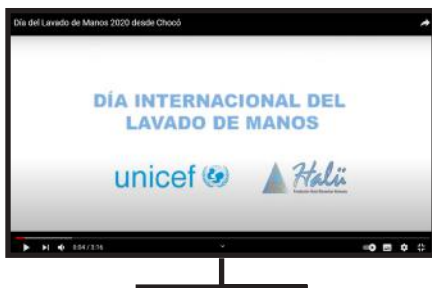 Día del Lavado de Manos 2020 desde Chocó
DÍA INTERNACIONAL DEL
LAVADO DE MANOS
unicef
Halü
0:04 / 3:16